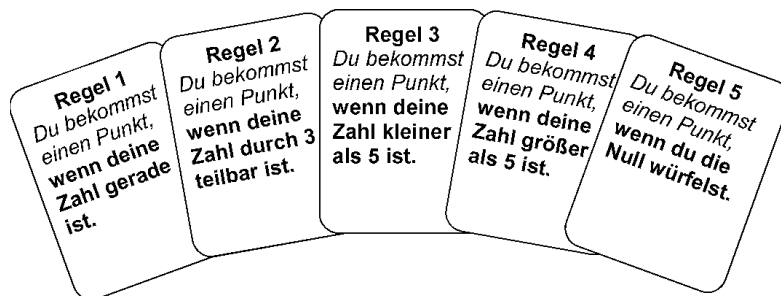 Regel 1
Du bekommst
einen Punkt,
wenn deine
Zahl gerade
ist.
Regel 2
Du bekommst
einen Punkt,
wenn deine
Zahl durch 3
teilbar ist.
Regel 3
Du bekommst
einen Punkt,
wenn deine
Zahl kleiner
als 5 ist.
Regel 4
Du bekommst
einen Punkt,
wenn deine
Zahl größer
als 5 ist.
Regel 5
Du bekommst
einen Punkt,
wenn du die
Null würfelst.